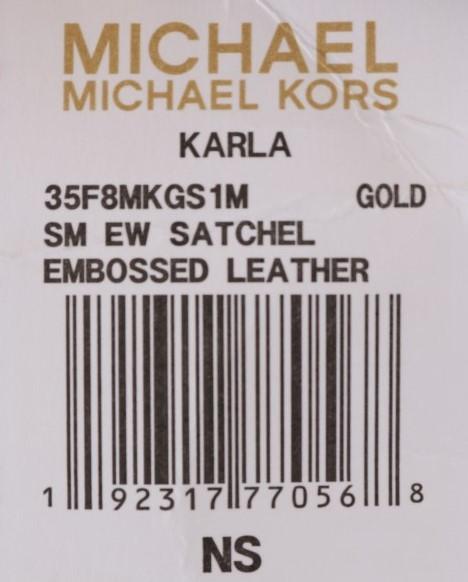 MICHAEL
MICHAEL KORS
KARLA
35F8MKGS1M GOLD
SM EW SATCHEL
EMBOSSED LEATHER
1 92317 77056 8
NS